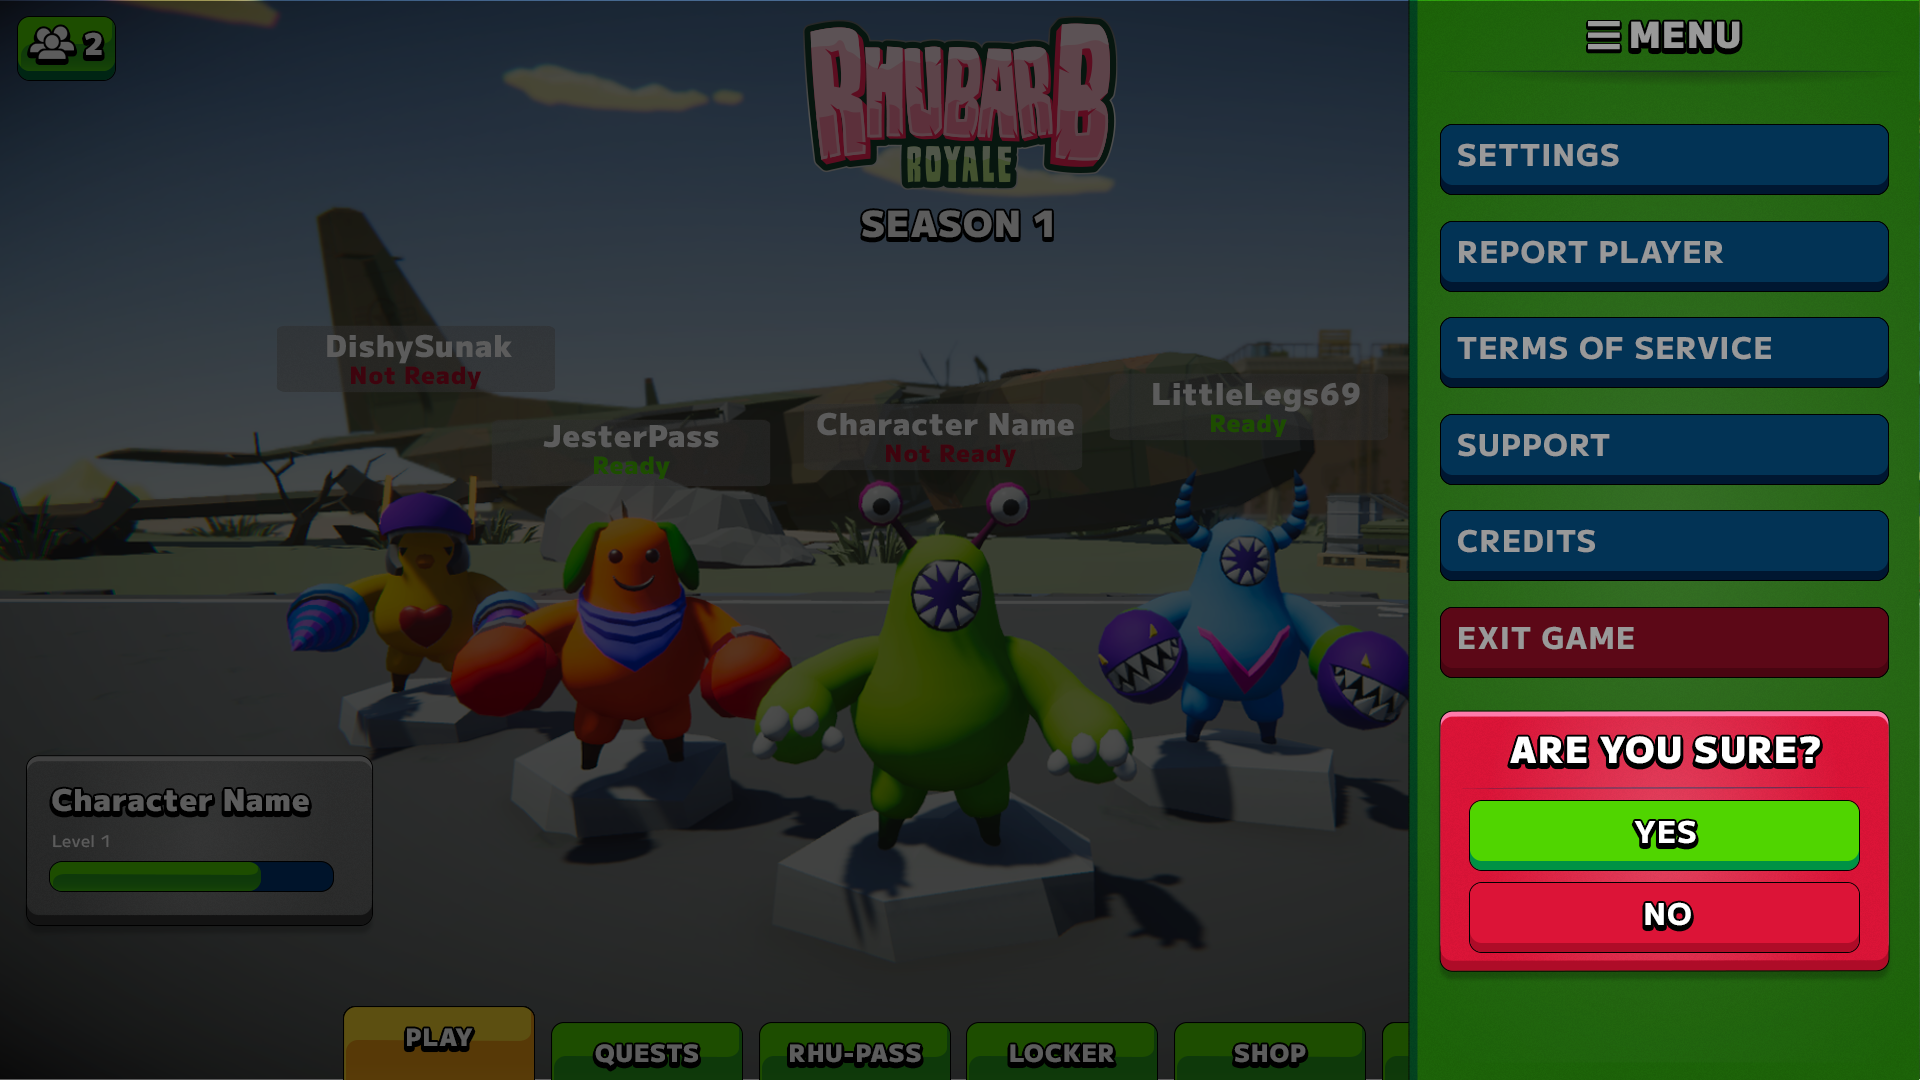 2
RHUBARB
ROYALE
SEASON 1
DishySunak
Not Ready
JesterPass
Ready
Character Name
Not Ready
LittleLegs69
Ready
Character Name
Level 1
PLAY
QUESTS
RHU-PASS
LOCKER
SHOP
MENU
SETTINGS
REPORT PLAYER
TERMS OF SERVICE
SUPPORT
CREDITS
EXIT GAME
ARE YOU SURE?
YES
NO